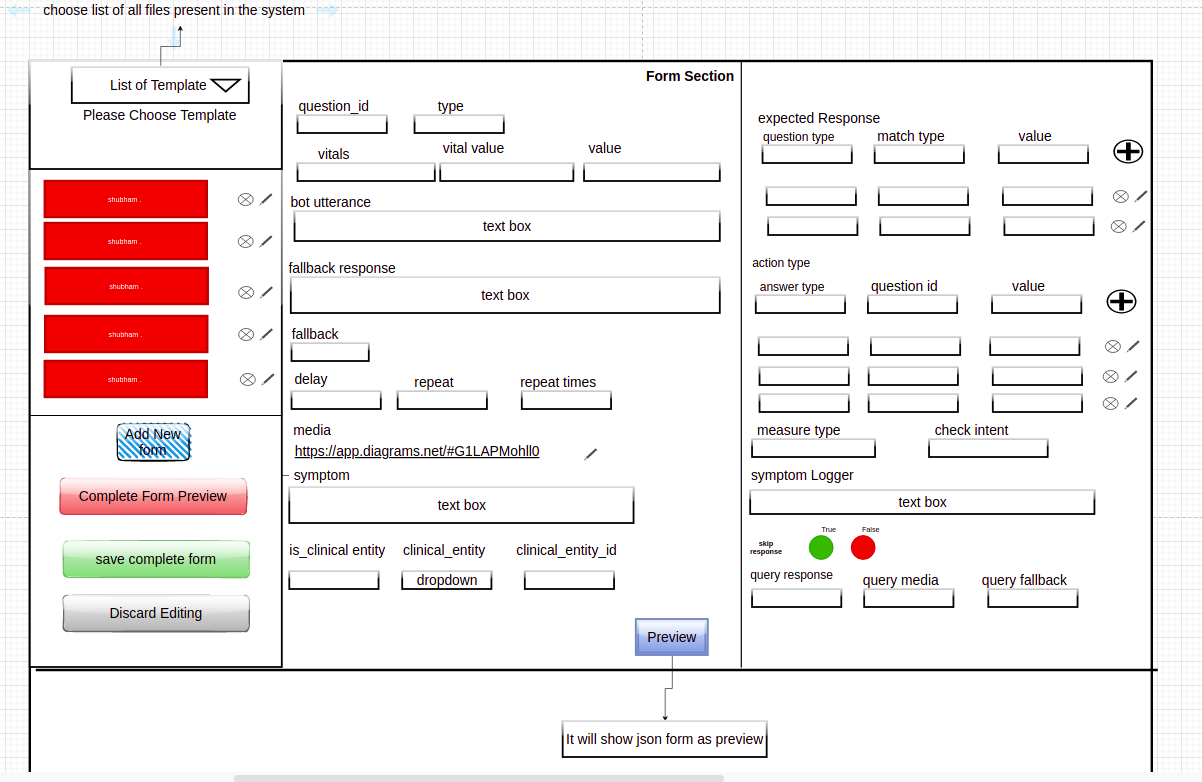 choose list of all files present in the system
List of Template
Please Choose Template
shubham .
shubham .
shubham .
shubham .
shubham .
Add New
form
Complete Form Preview
save complete form
Discard Editing
Form Section
question_id
type
vitals
vital value
value
bot utterance
text box
fallback response
text box
fallback
delay
repeat
repeat times
media
https://app.diagrams.net/#G1LAPMohll0
symptom
text box
is_clinical entity
clinical_entity
clinical_entity_id
dropdown
Preview
It will show json form as preview
expected Response
question type
match type
value
action type
answer type
question id
value
measure type
check intent
symptom Logger
text box
True
False
skip
response
query response
query media
query fallback